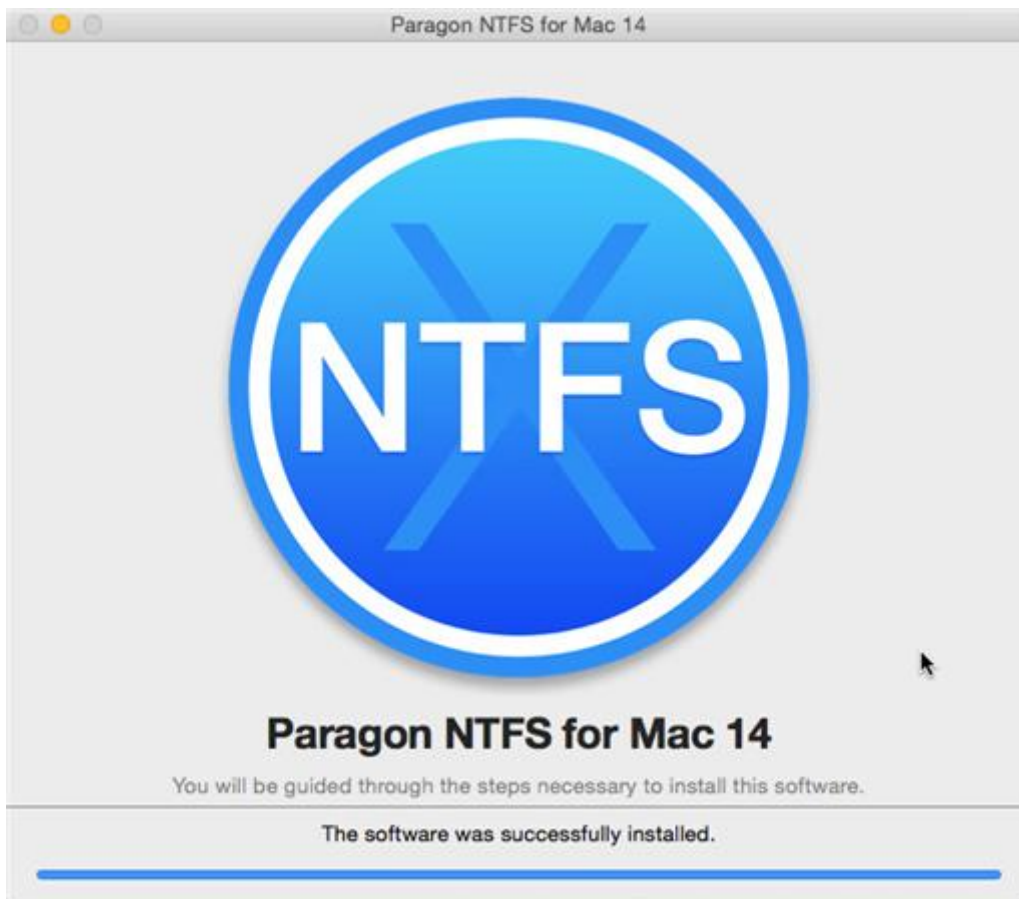 Paragon NTFS for Mac 14
NTFS
Paragon NTFS for Mac 14
You will be guided through the steps necessary to install this software.
The software was successfully installed.